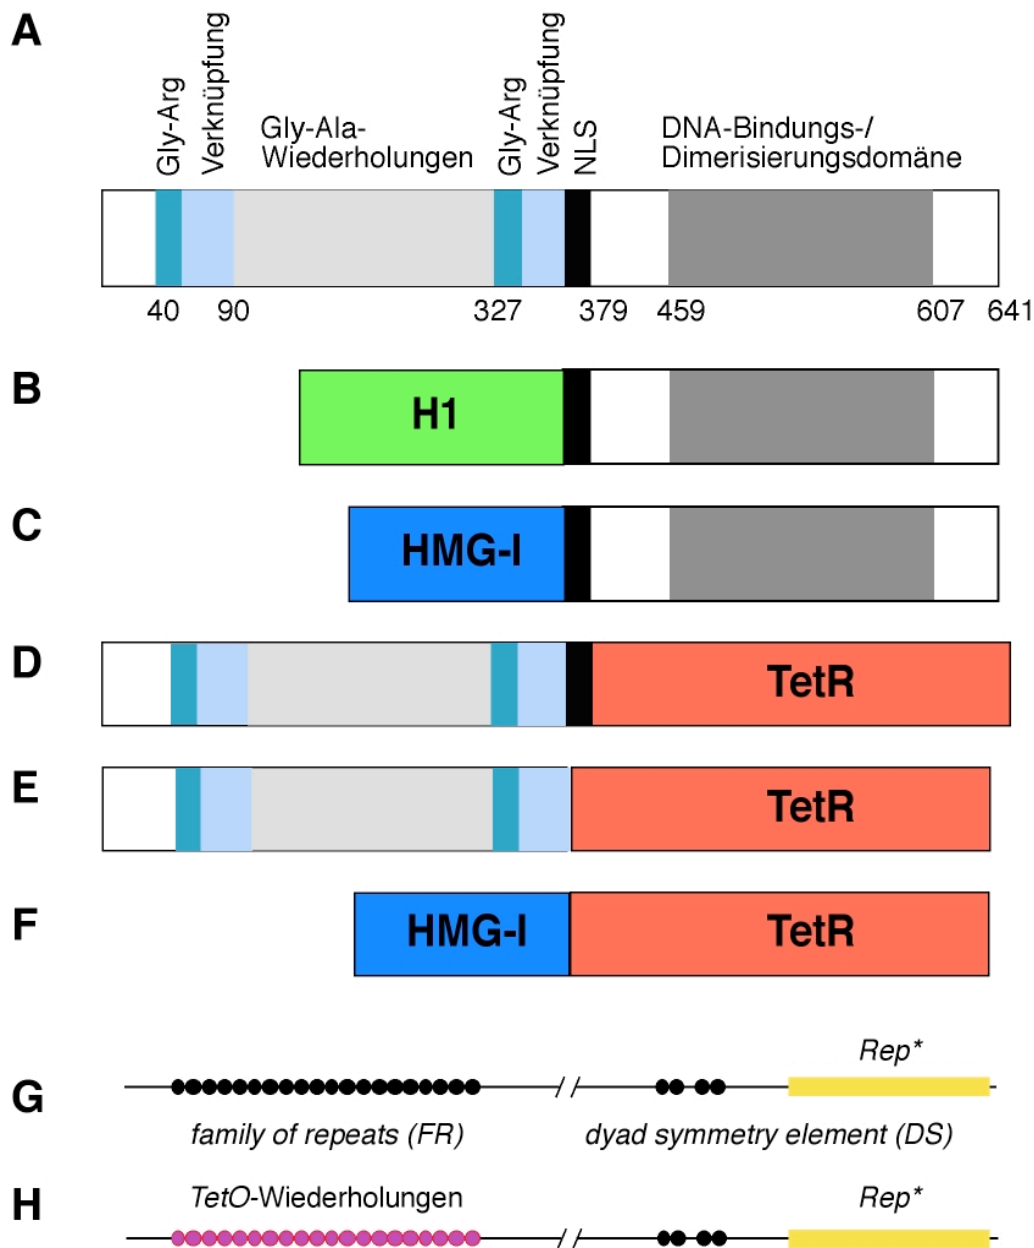 A
Gly-Arg
Verknüpfung
Gly-Ala-
Wiederholungen
Gly-Arg
Verknüpfung
NLS
DNA-Bindungs-/
Dimerisierungsdomäne
40 90 327 379 459 607 641
B
H1
C
HMG-I
D
TetR
E
TetR
F
HMG-I TetR
Rep*
G
family of repeats (FR) dyad symmetry element (DS)
H
TetO-Wiederholungen Rep*